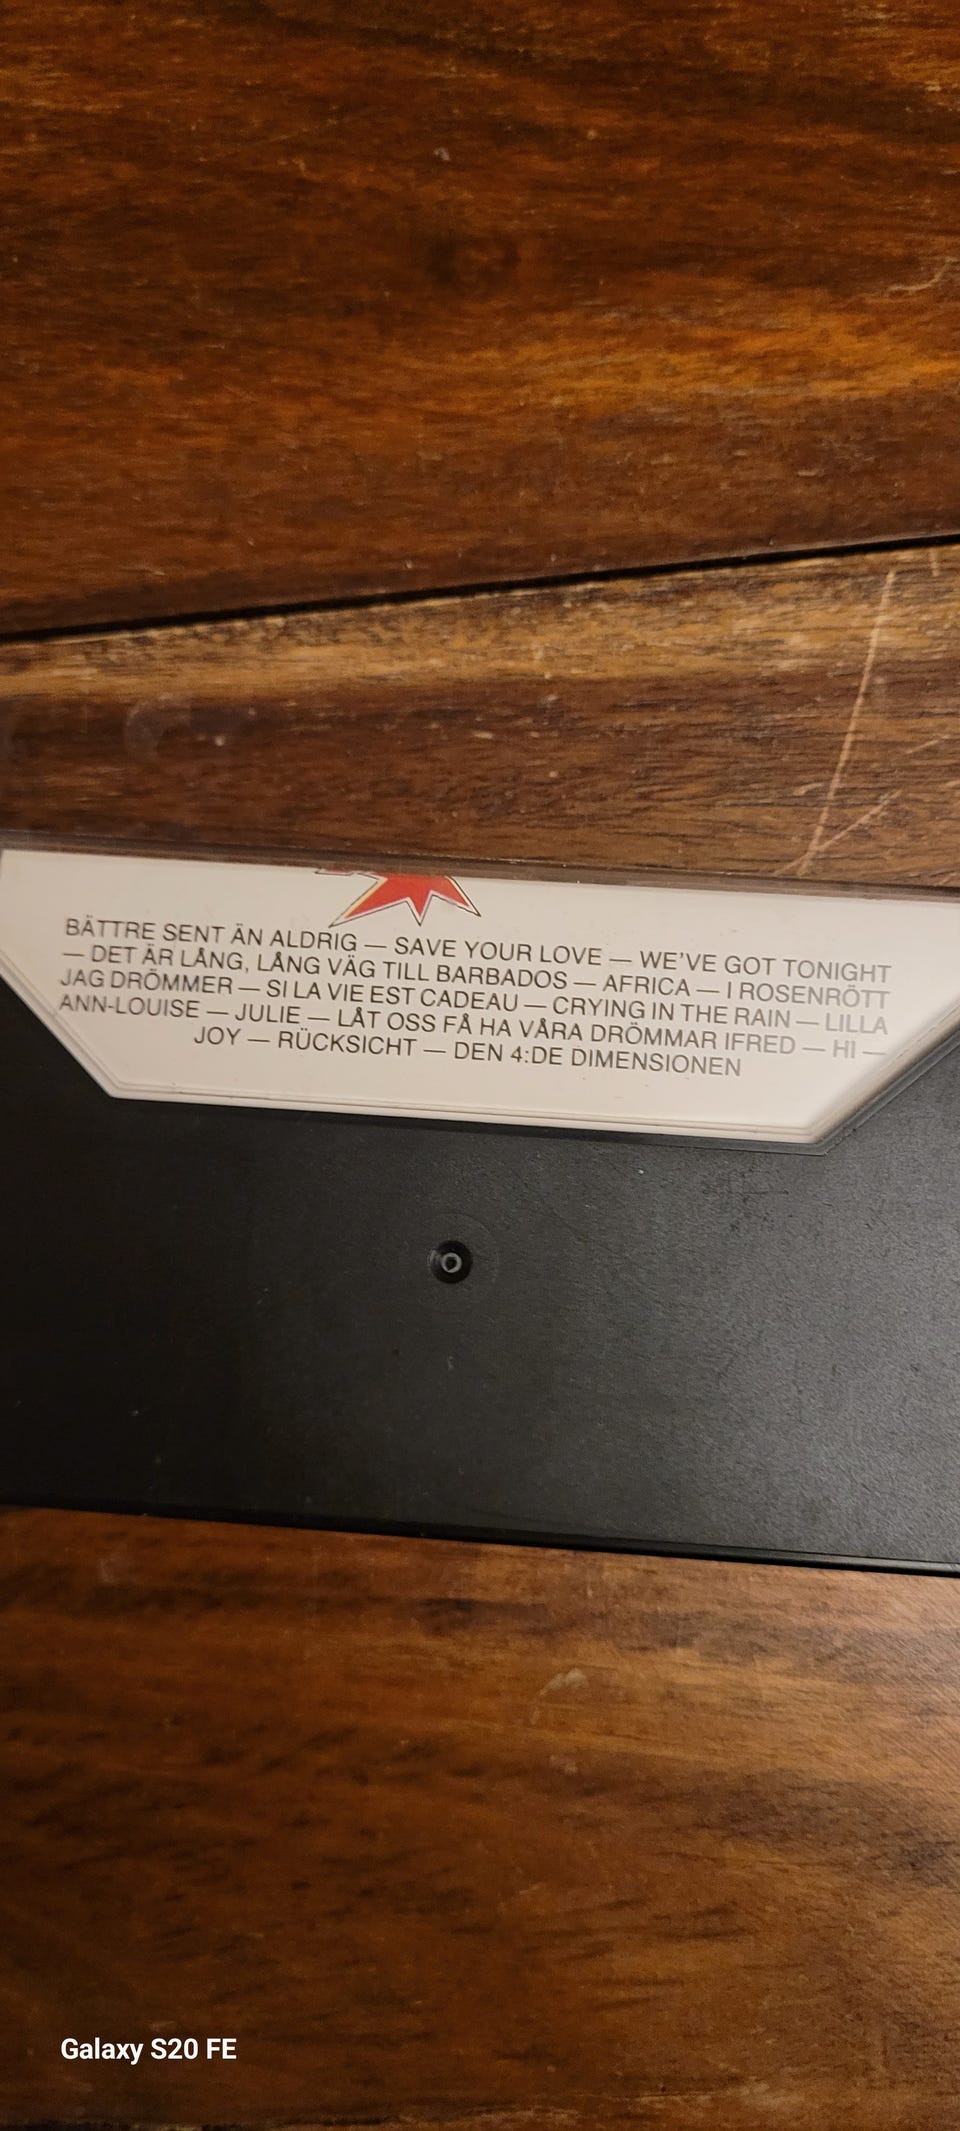 BÄTTRE SENT ÄN ALDRIG — SAVE YOUR LOVE — WE'VE GOT TONIGHT
— DET ÄR LÅNG, LÅNG VÄG TILL BARBADOS — AFRICA — I ROSENRÖTT
JAG DRÖMMER — SI LA VIE EST CADEAU — CRYING IN THE RAIN — LILLA
ANN-LOUISE — JULIE — LÅT OSS FÅ HA VÅRA DRÖMMAR IFRED — HI —
JOY — RÜCKSICHT — DEN 4:DE DIMENSIONEN
Galaxy S20 FE